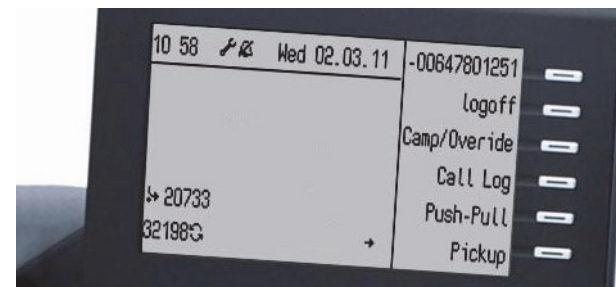 10 58 Wed 02.03.11
-00647801251
logoff
Camp/Overide
Call Log
Push-Pull
Pickup
20733
32198